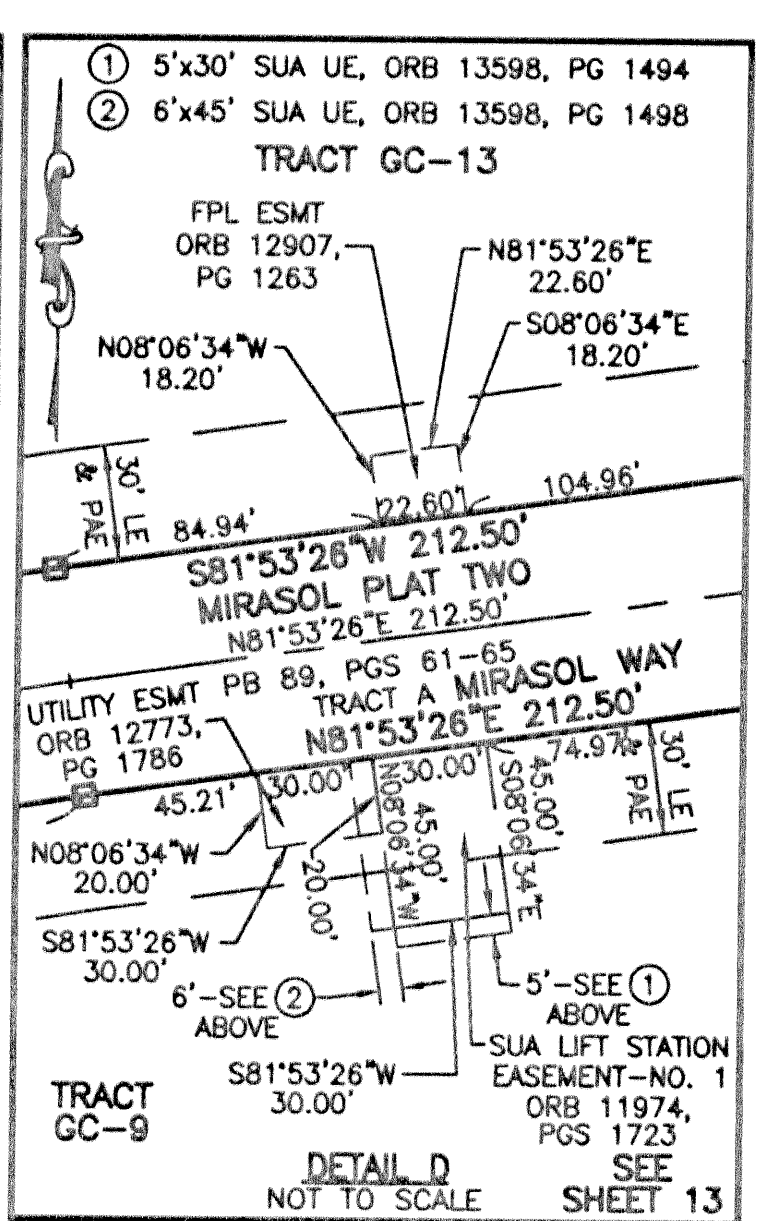 ① 5'x30' SUA UE, ORB 13598, PG 1494
② 6'x45' SUA UE, ORB 13598, PG 1498
TRACT GC-13
FPL ESMT
ORB 12907,
PG 1263
N81°53'26"E
22.60'
N08°06'34"W
18.20'
S08°06'34"E
18.20'
30' LE
& PAE
84.94'
22.60'
104.96'
S81°53'26"W 212.50'
MIRASOL PLAT TWO
N81°53'26"E 212.50'
UTILITY ESMT PB 89, PGS 61-65
ORB 12773,
PG 1786
TRACT A MIRASOL WAY
N81°53'26"E 212.50'
45.21'
30.00'
30.00'
74.97'
30' LE
& PAE
N08°06'34"W
20.00'
20.00'
N08°06'34"W
45.00'
S08°06'34"E
45.00'
S81°53'26"W
30.00'
6'-SEE ②
ABOVE
5'-SEE ①
ABOVE
S81°53'26"W
30.00'
SUA LIFT STATION
EASEMENT-NO. 1
ORB 11974,
PGS 1723
TRACT
GC-9
DETAIL D
NOT TO SCALE
SEE
SHEET 13